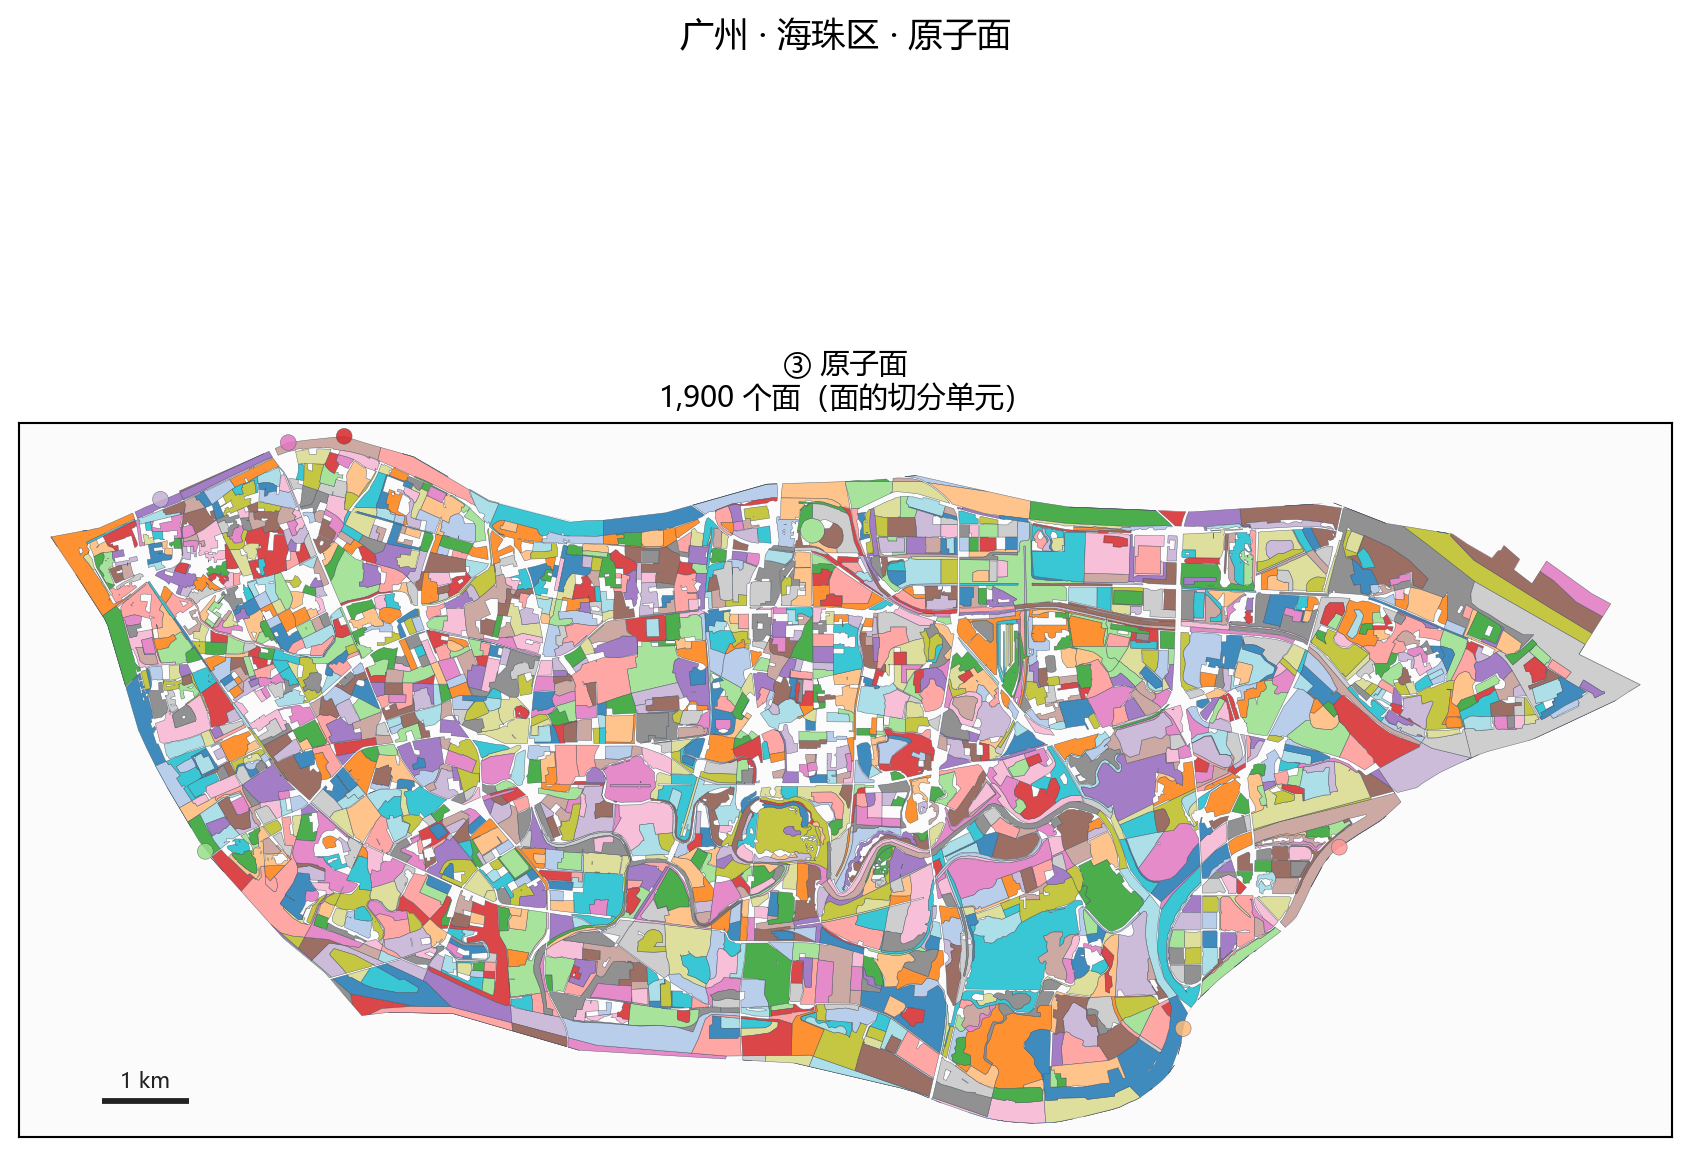 广州 · 海珠区 · 原子面
③ 原子面
1,900 个面（面的切分单元）
1 km